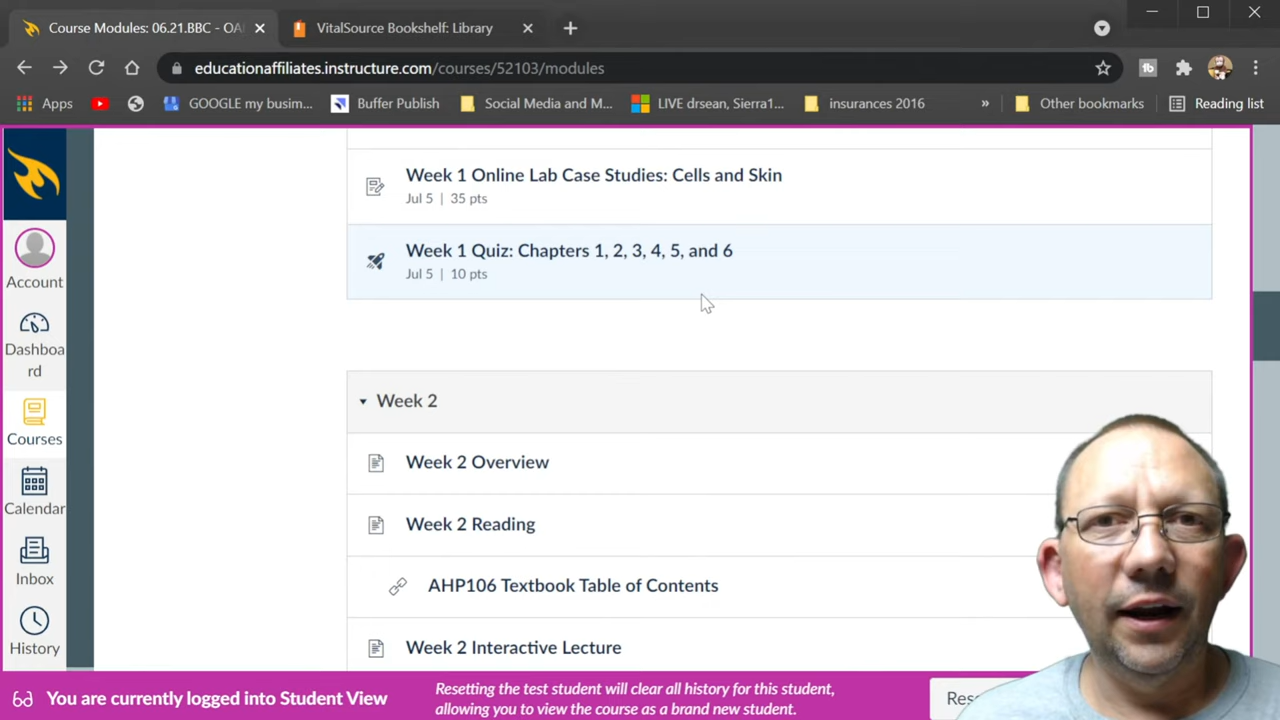 Course Modules: 06.21.BBC - OA
VitalSource Bookshelf: Library
educationaffiliates.instructure.com/courses/52103/modules
Apps
GOOGLE my busim...
Buffer Publish
Social Media and M...
LIVE drsean, Sierra1...
insurances 2016
»
Other bookmarks
Reading list
Account
Dashboa
rd
Courses
Calendar
Inbox
History
Week 1 Online Lab Case Studies: Cells and Skin
Jul 5 | 35 pts
Week 1 Quiz: Chapters 1, 2, 3, 4, 5, and 6
Jul 5 | 10 pts
Week 2
Week 2 Overview
Week 2 Reading
AHP106 Textbook Table of Contents
Week 2 Interactive Lecture
You are currently logged into Student View
Resetting the test student will clear all history for this student,
allowing you to view the course as a brand new student.